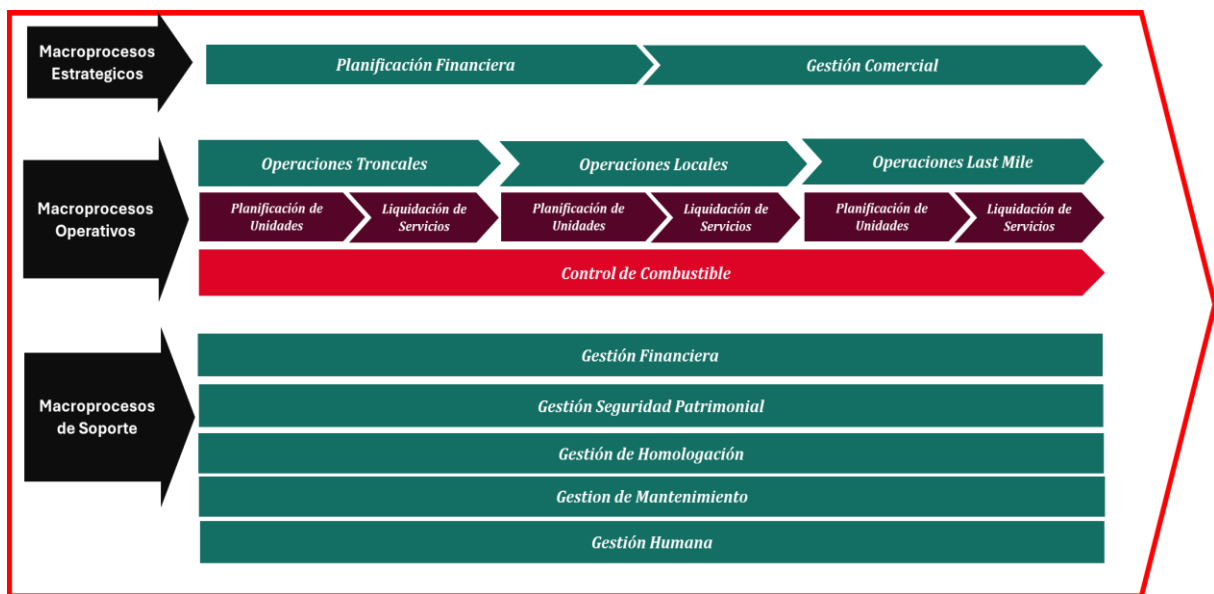 Macroprocesos
Estrategicos
Planificación Financiera
Gestión Comercial
Macroprocesos
Operativos
Operaciones Troncales
Operaciones Locales
Operaciones Last Mile
Planificación de
Unidades
Liquidación de
Servicios
Planificación de
Unidades
Liquidación de
Servicios
Planificación de
Unidades
Liquidación de
Servicios
Control de Combustible
Macroprocesos
de Soporte
Gestión Financiera
Gestión Seguridad Patrimonial
Gestión de Homologación
Gestion de Mantenimiento
Gestión Humana